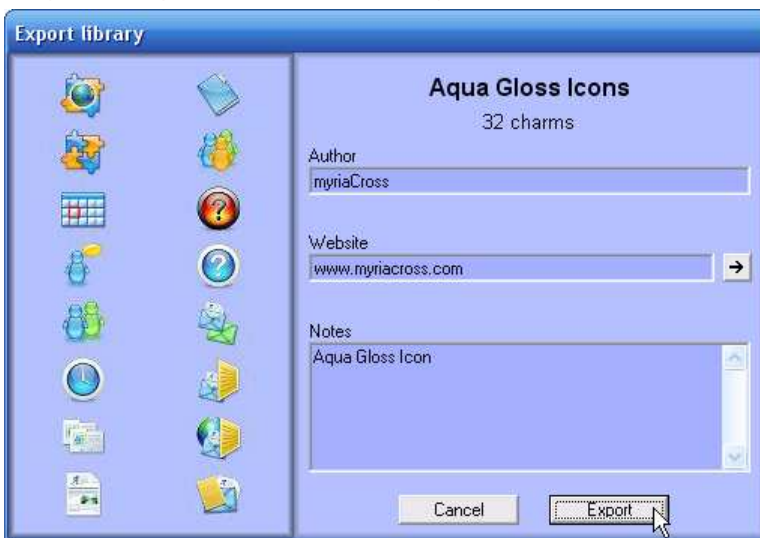 Export library
Aqua Gloss Icons
32 charms
Author
myriaCross
Website
www.myriacross.com
Notes
Aqua Gloss Icon
Cancel
Export